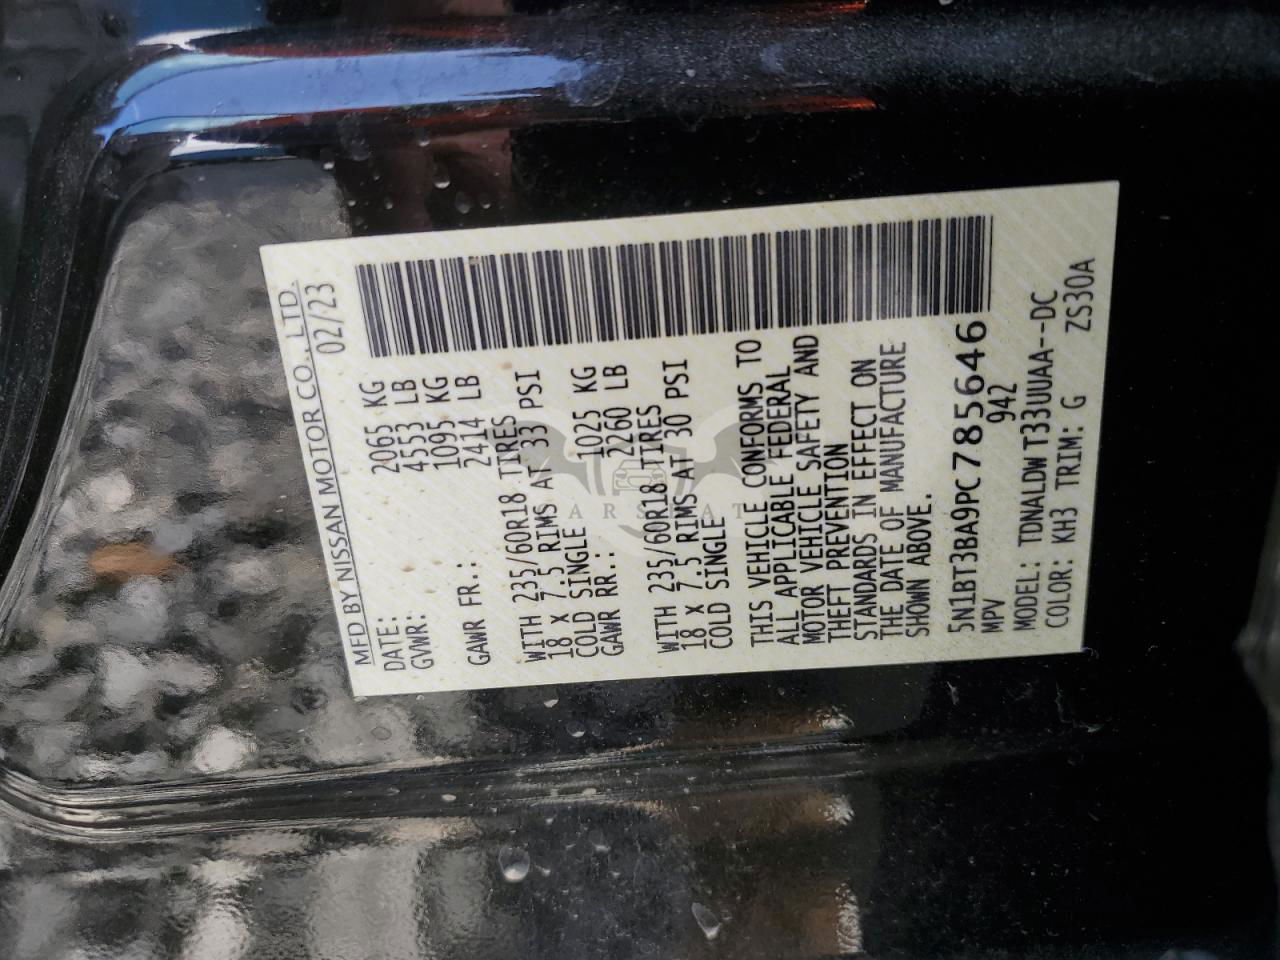 MFD BY NISSAN MOTOR CO., LTD.
DATE: 02/23
GVWR: 2065 KG
4553 LB
GAWR FR.: 1095 KG
2414 LB
WITH 235/60R18 TIRES
18 X 7.5 RIMS AT 33 PSI
COLD SINGLE
GAWR RR.: 1025 KG
2260 LB
WITH 235/60R18 TIRES
18 X 7.5 RIMS AT 30 PSI
COLD SINGLE
THIS VEHICLE CONFORMS TO
ALL APPLICABLE FEDERAL
MOTOR VEHICLE SAFETY AND
THEFT PREVENTION
STANDARDS IN EFFECT ON
THE DATE OF MANUFACTURE
SHOWN ABOVE.
5N1BT3BA9PC785646
MPV 942
MODEL: TDNALDWT33UUAA--DC
COLOR: KH3 TRIM: G ZS30A